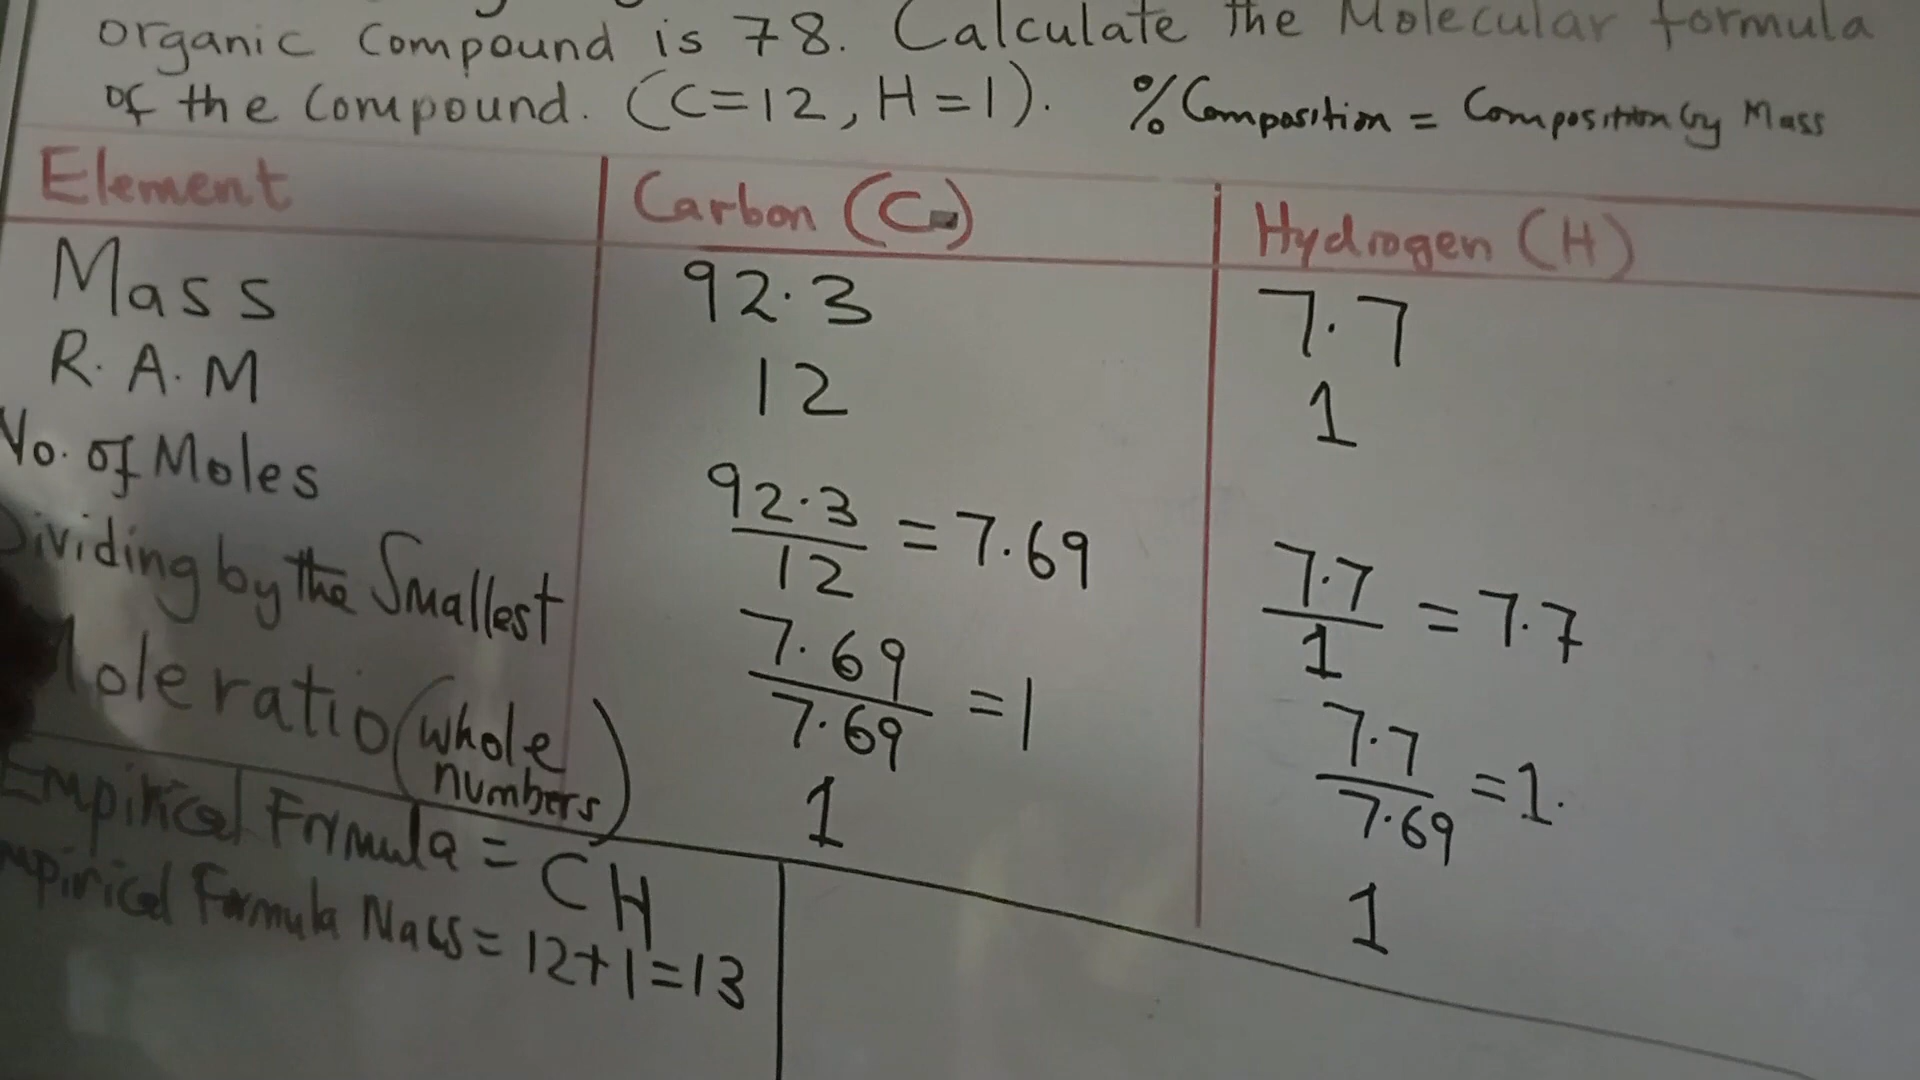 organic compound is 78. Calculate the Molecular formula
of the compound. (C=12, H=1). % Composition = Composition by Mass
Element Carbon (C) Hydrogen (H)
Mass 92.3 7.7
R.A.M 12 1
No. of Moles 92.3/12 = 7.69 7.7/1 = 7.7
Dividing by the Smallest 7.69/7.69 = 1 7.7/7.69 = 1.
Mole ratio (whole numbers) 1 1
Empirical Formula = CH
Empirical Formula Mass = 12+1=13